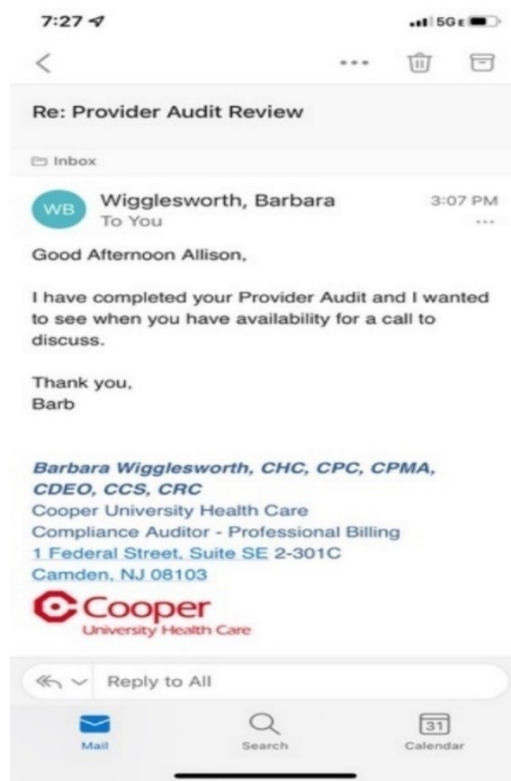 7:27
5G E
Re: Provider Audit Review
Inbox
WB
Wigglesworth, Barbara
3:07 PM
To You
Good Afternoon Allison,
I have completed your Provider Audit and I wanted
to see when you have availability for a call to
discuss.
Thank you,
Barb
Barbara Wigglesworth, CHC, CPC, CPMA,
CDEO, CCS, CRC
Cooper University Health Care
Compliance Auditor - Professional Billing
1 Federal Street, Suite SE 2-301C
Camden, NJ 08103
Cooper
University Health Care
Reply to All
31
Mail
Search
Calendar